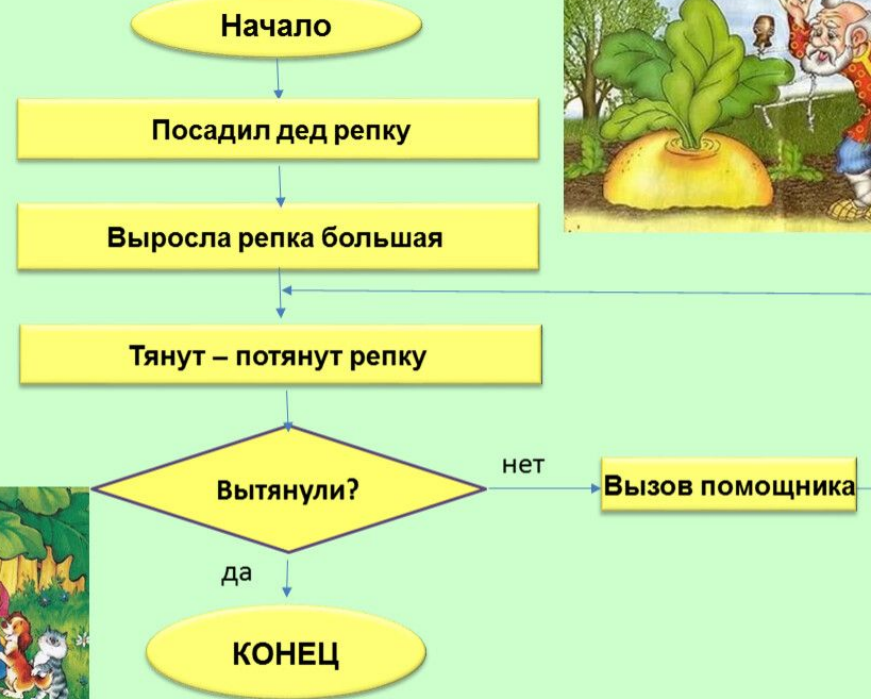 Начало
Посадил дед репку
Выросла репка большая
Тянут – потянут репку
Вытянули?
нет
Вызов помощника
да
КОНЕЦ